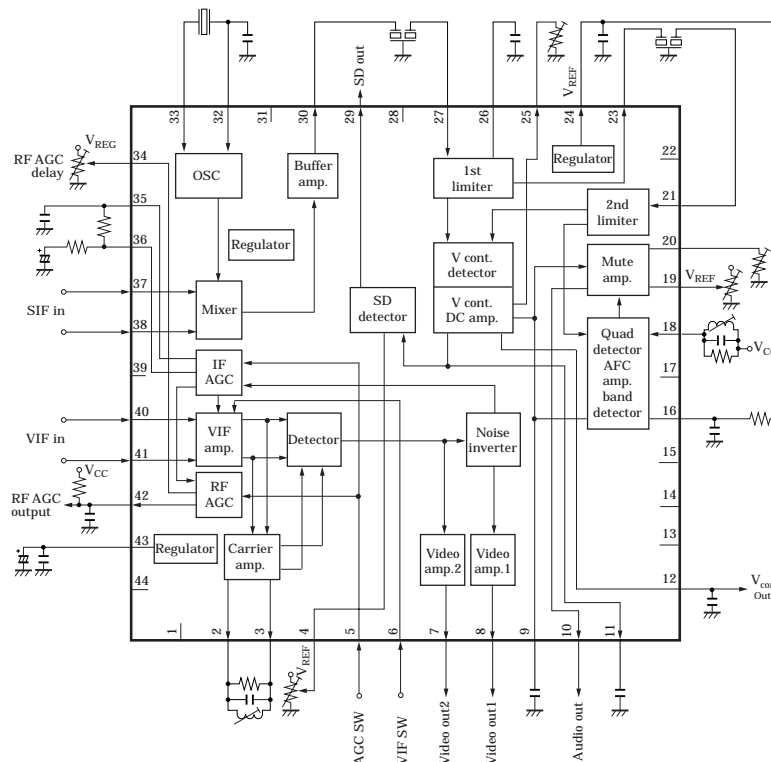 SD out
VREF
33
32
31
30
29
28
27
26
25
24
23
VREG
RF AGC
delay
34
OSC
Buffer
amp.
1st
limiter
Regulator
22
35
2nd
limiter
21
36
Regulator
V cont.
detector
Mute
amp.
20
SIF in
37
Mixer
SD
detector
V cont.
DC amp.
19
VREF
38
Quad
detector
AFC
amp.
band
detector
18
39
IF
AGC
17
VIF in
40
VIF
amp.
Detector
Noise
inverter
16
41
VCC
15
RF AGC
output
42
RF
AGC
14
43
Regulator
Carrier
amp.
Video
amp.2
Video
amp.1
13
44
12
Out
1
2
3
4
5
6
7
8
9
10
11
VREF
AGC SW
VIF SW
Video out2
Video out1
Audio out